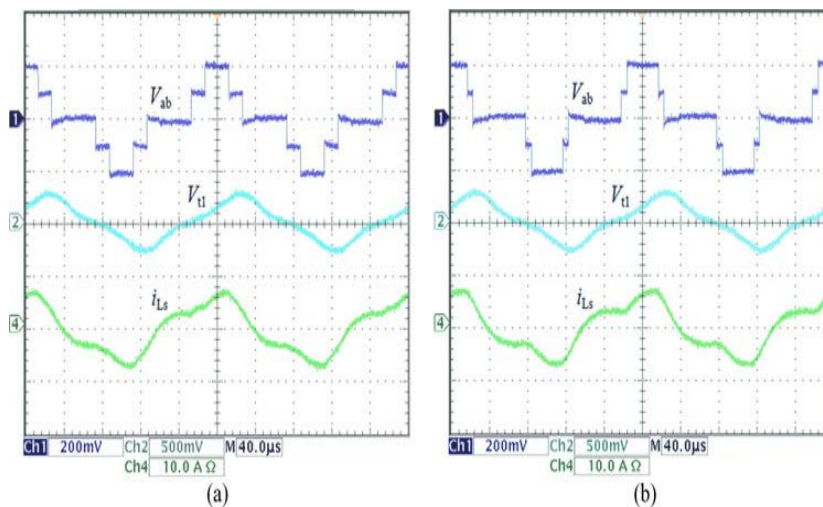 V_ab
1
V_t1
2
i_Ls
4
Ch1 200mV Ch2 500mV M 40.0µs
Ch4 10.0 A Ω
(a)
V_ab
1
V_t1
2
i_Ls
4
Ch1 200mV Ch2 500mV M 40.0µs
Ch4 10.0 A Ω
(b)